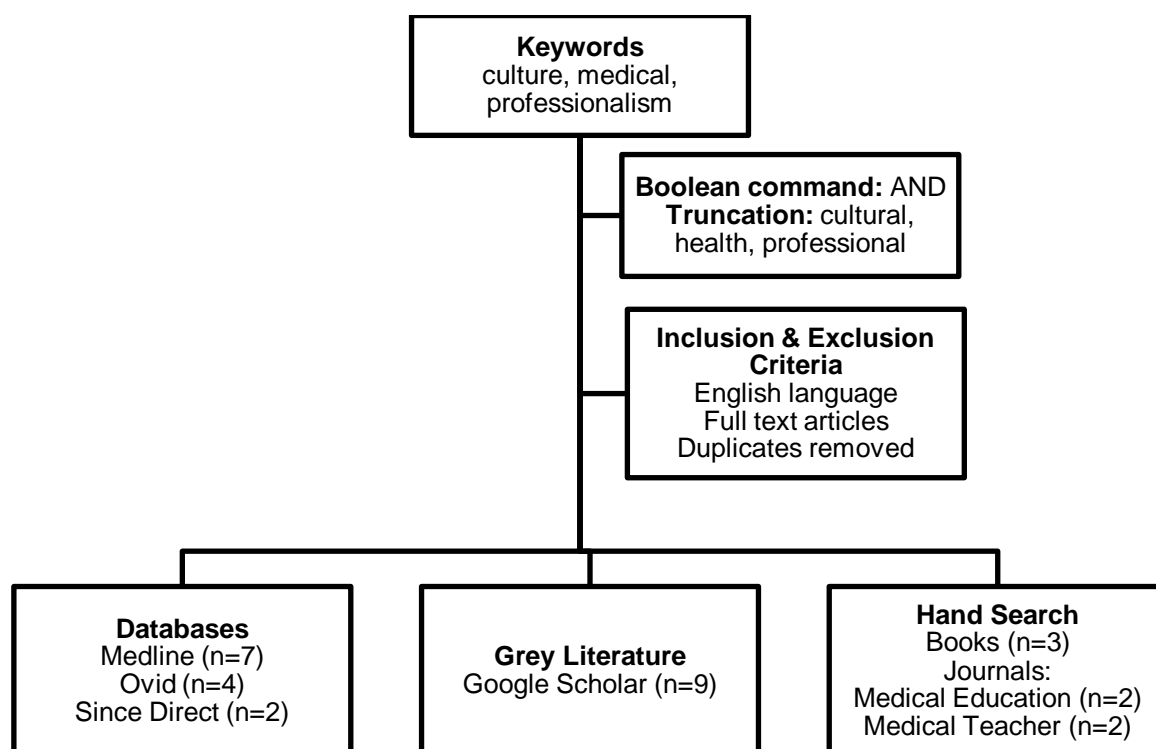 Keywords
culture, medical,
professionalism
Boolean command: AND
Truncation: cultural,
health, professional
Inclusion & Exclusion
Criteria
English language
Full text articles
Duplicates removed
Databases
Medline (n=7)
Ovid (n=4)
Since Direct (n=2)
Grey Literature
Google Scholar (n=9)
Hand Search
Books (n=3)
Journals:
Medical Education (n=2)
Medical Teacher (n=2)